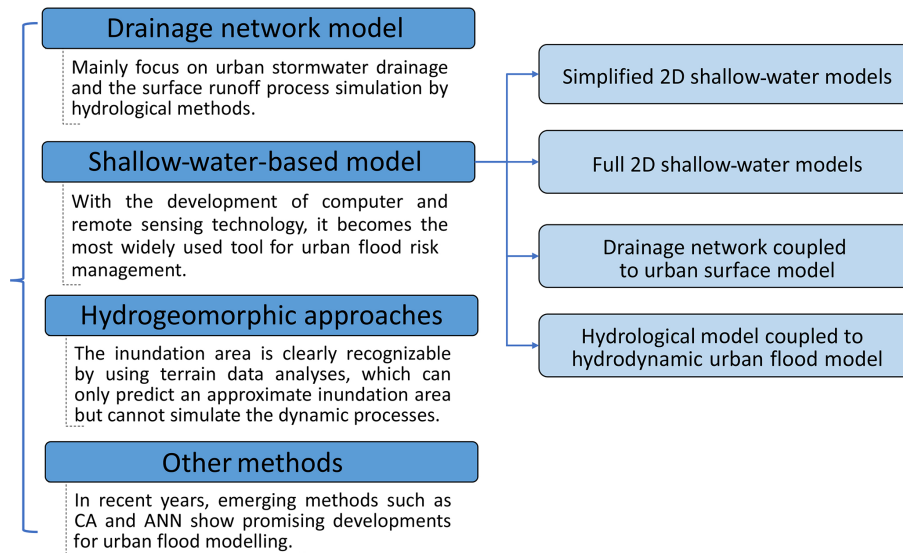 Drainage network model
Mainly focus on urban stormwater drainage
and the surface runoff process simulation by
hydrological methods.
Shallow-water-based model
With the development of computer and
remote sensing technology, it becomes the
most widely used tool for urban flood risk
management.
Hydrogeomorphic approaches
The inundation area is clearly recognizable
by using terrain data analyses, which can
only predict an approximate inundation area
but cannot simulate the dynamic processes.
Other methods
In recent years, emerging methods such as
CA and ANN show promising developments
for urban flood modelling.
Simplified 2D shallow-water models
Full 2D shallow-water models
Drainage network coupled
to urban surface model
Hydrological model coupled to
hydrodynamic urban flood model